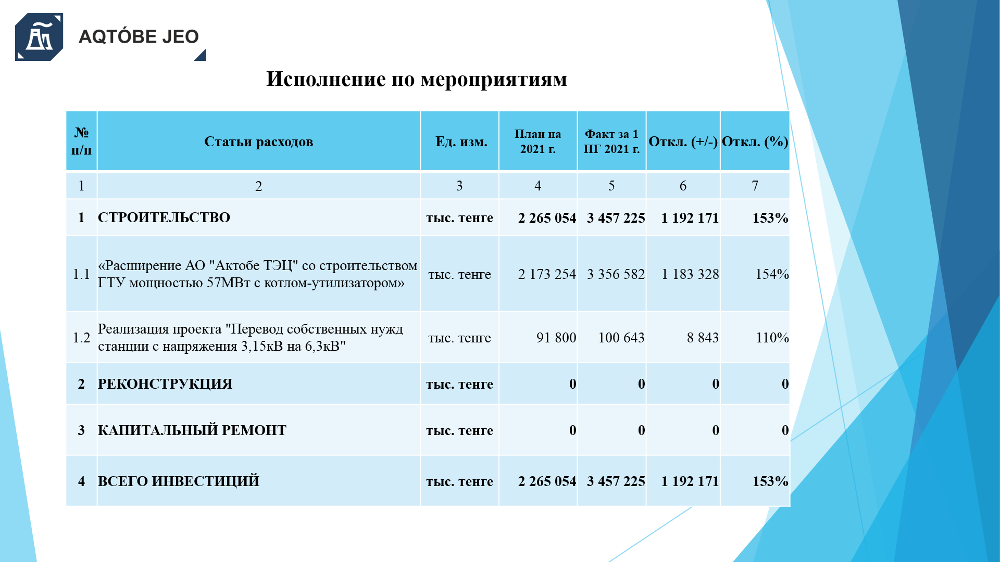 AQTÓBE JEO
Исполнение по мероприятиям
№ п/п Статьи расходов Ед. изм. План на 2021 г. Факт за 1 ПГ 2021 г. Откл. (+/-) Откл. (%)
1 2 3 4 5 6 7
1 СТРОИТЕЛЬСТВО тыс. тенге 2 265 054 3 457 225 1 192 171 153%
1.1 «Расширение АО "Актобе ТЭЦ" со строительством
ГТУ мощностью 57МВт с котлом-утилизатором» тыс. тенге 2 173 254 3 356 582 1 183 328 154%
1.2 Реализация проекта "Перевод собственных нужд
станции с напряжения 3,15кВ на 6,3кВ" тыс. тенге 91 800 100 643 8 843 110%
2 РЕКОНСТРУКЦИЯ тыс. тенге 0 0 0 0
3 КАПИТАЛЬНЫЙ РЕМОНТ тыс. тенге 0 0 0 0
4 ВСЕГО ИНВЕСТИЦИЙ тыс. тенге 2 265 054 3 457 225 1 192 171 153%